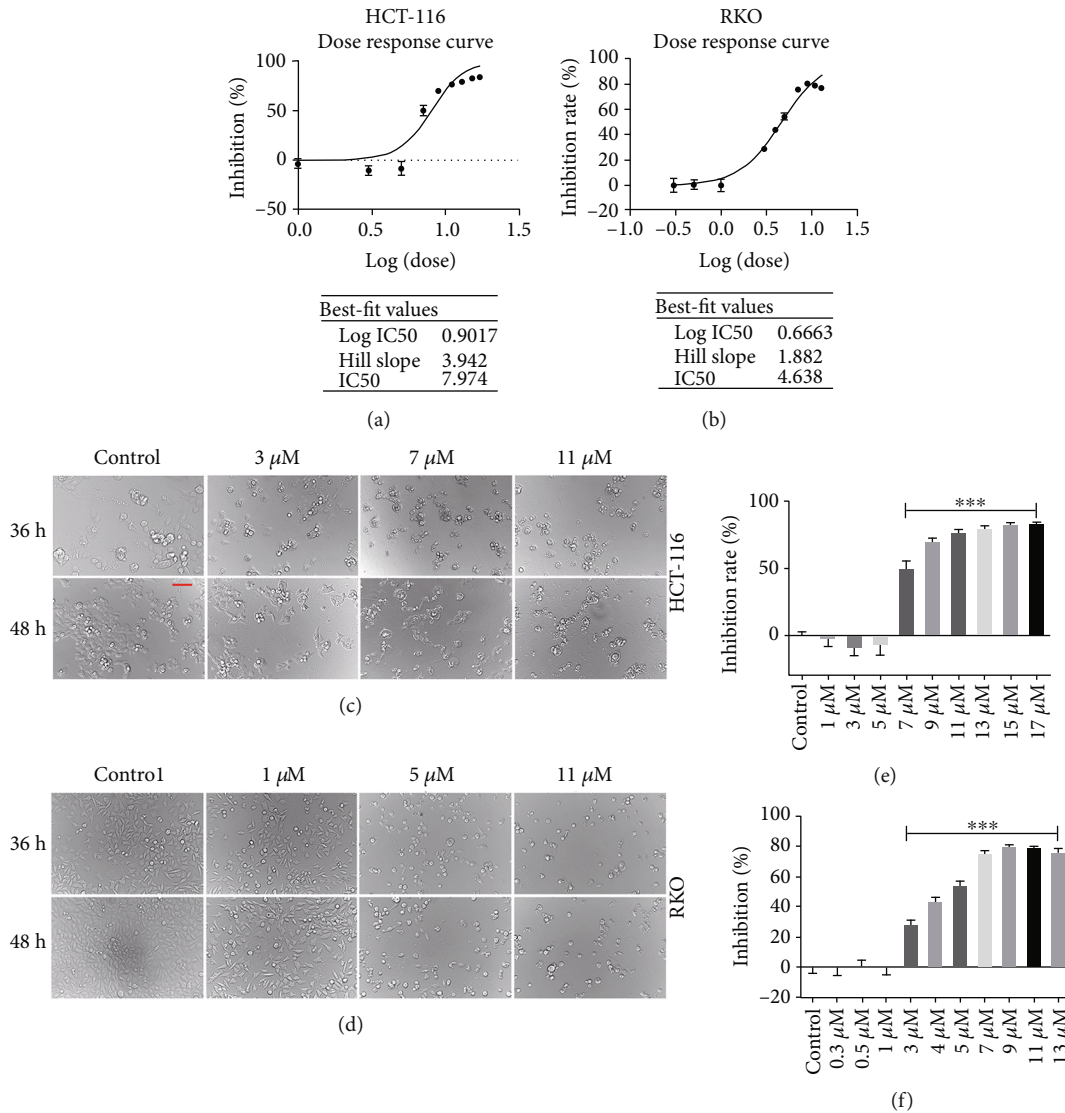 HCT-116
Dose response curve
100
50
0
−50
Inhibition (%)
0.0 0.5 1.0 1.5
Log (dose)
Best-fit values
Log IC50 0.9017
Hill slope 3.942
IC50 7.974
(a)
RKO
Dose response curve
100
80
60
40
20
0
−20
Inhibition rate (%)
−1.0 −0.5 0.0 0.5 1.0 1.5
Log (dose)
Best-fit values
Log IC50 0.6663
Hill slope 1.882
IC50 4.638
(b)
Control 3 μM 7 μM 11 μM
36 h
48 h
HCT-116
(c)
Contro1 1 μM 5 μM 11 μM
36 h
48 h
RKO
(d)
100
50
0
Inhibition rate (%)
***
Control
1 μM
3 μM
5 μM
7 μM
9 μM
11 μM
13 μM
15 μM
17 μM
(e)
100
80
60
40
20
0
−20
Inhibition (%)
***
Control
0.3 μM
0.5 μM
1 μM
3 μM
4 μM
5 μM
7 μM
9 μM
11 μM
13 μM
(f)